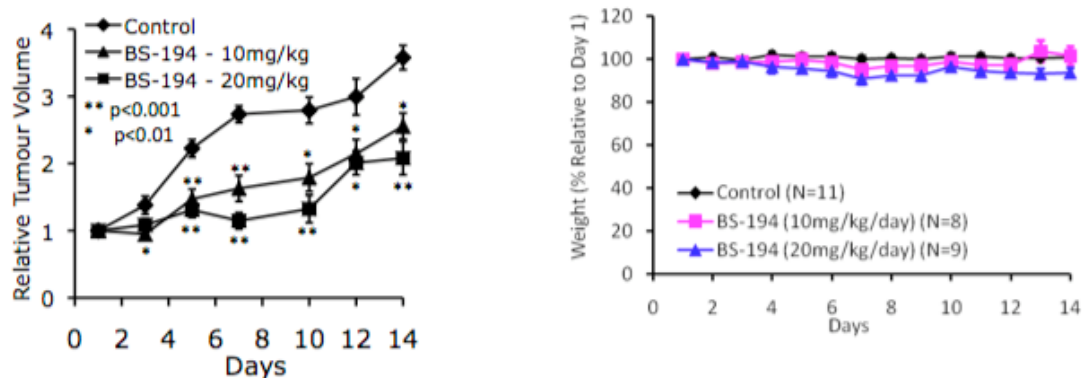 Relative Tumour Volume
4
3
2
1
0
Control
BS-194 - 10mg/kg
BS-194 - 20mg/kg
** p<0.001
* p<0.01
*
*
*
**
**
*
**
**
**
*
**
0 2 4 6 8 10 12 14
Days
Weight (% Relative to Day 1)
120
100
80
60
40
20
0
Control (N=11)
BS-194 (10mg/kg/day) (N=8)
BS-194 (20mg/kg/day) (N=9)
0 2 4 6 8 10 12 14
Days